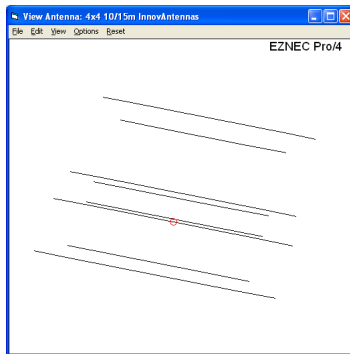 View Antenna: 4x4 10/15m InnovAntennas
File Edit View Options Reset
EZNEC Pro/4